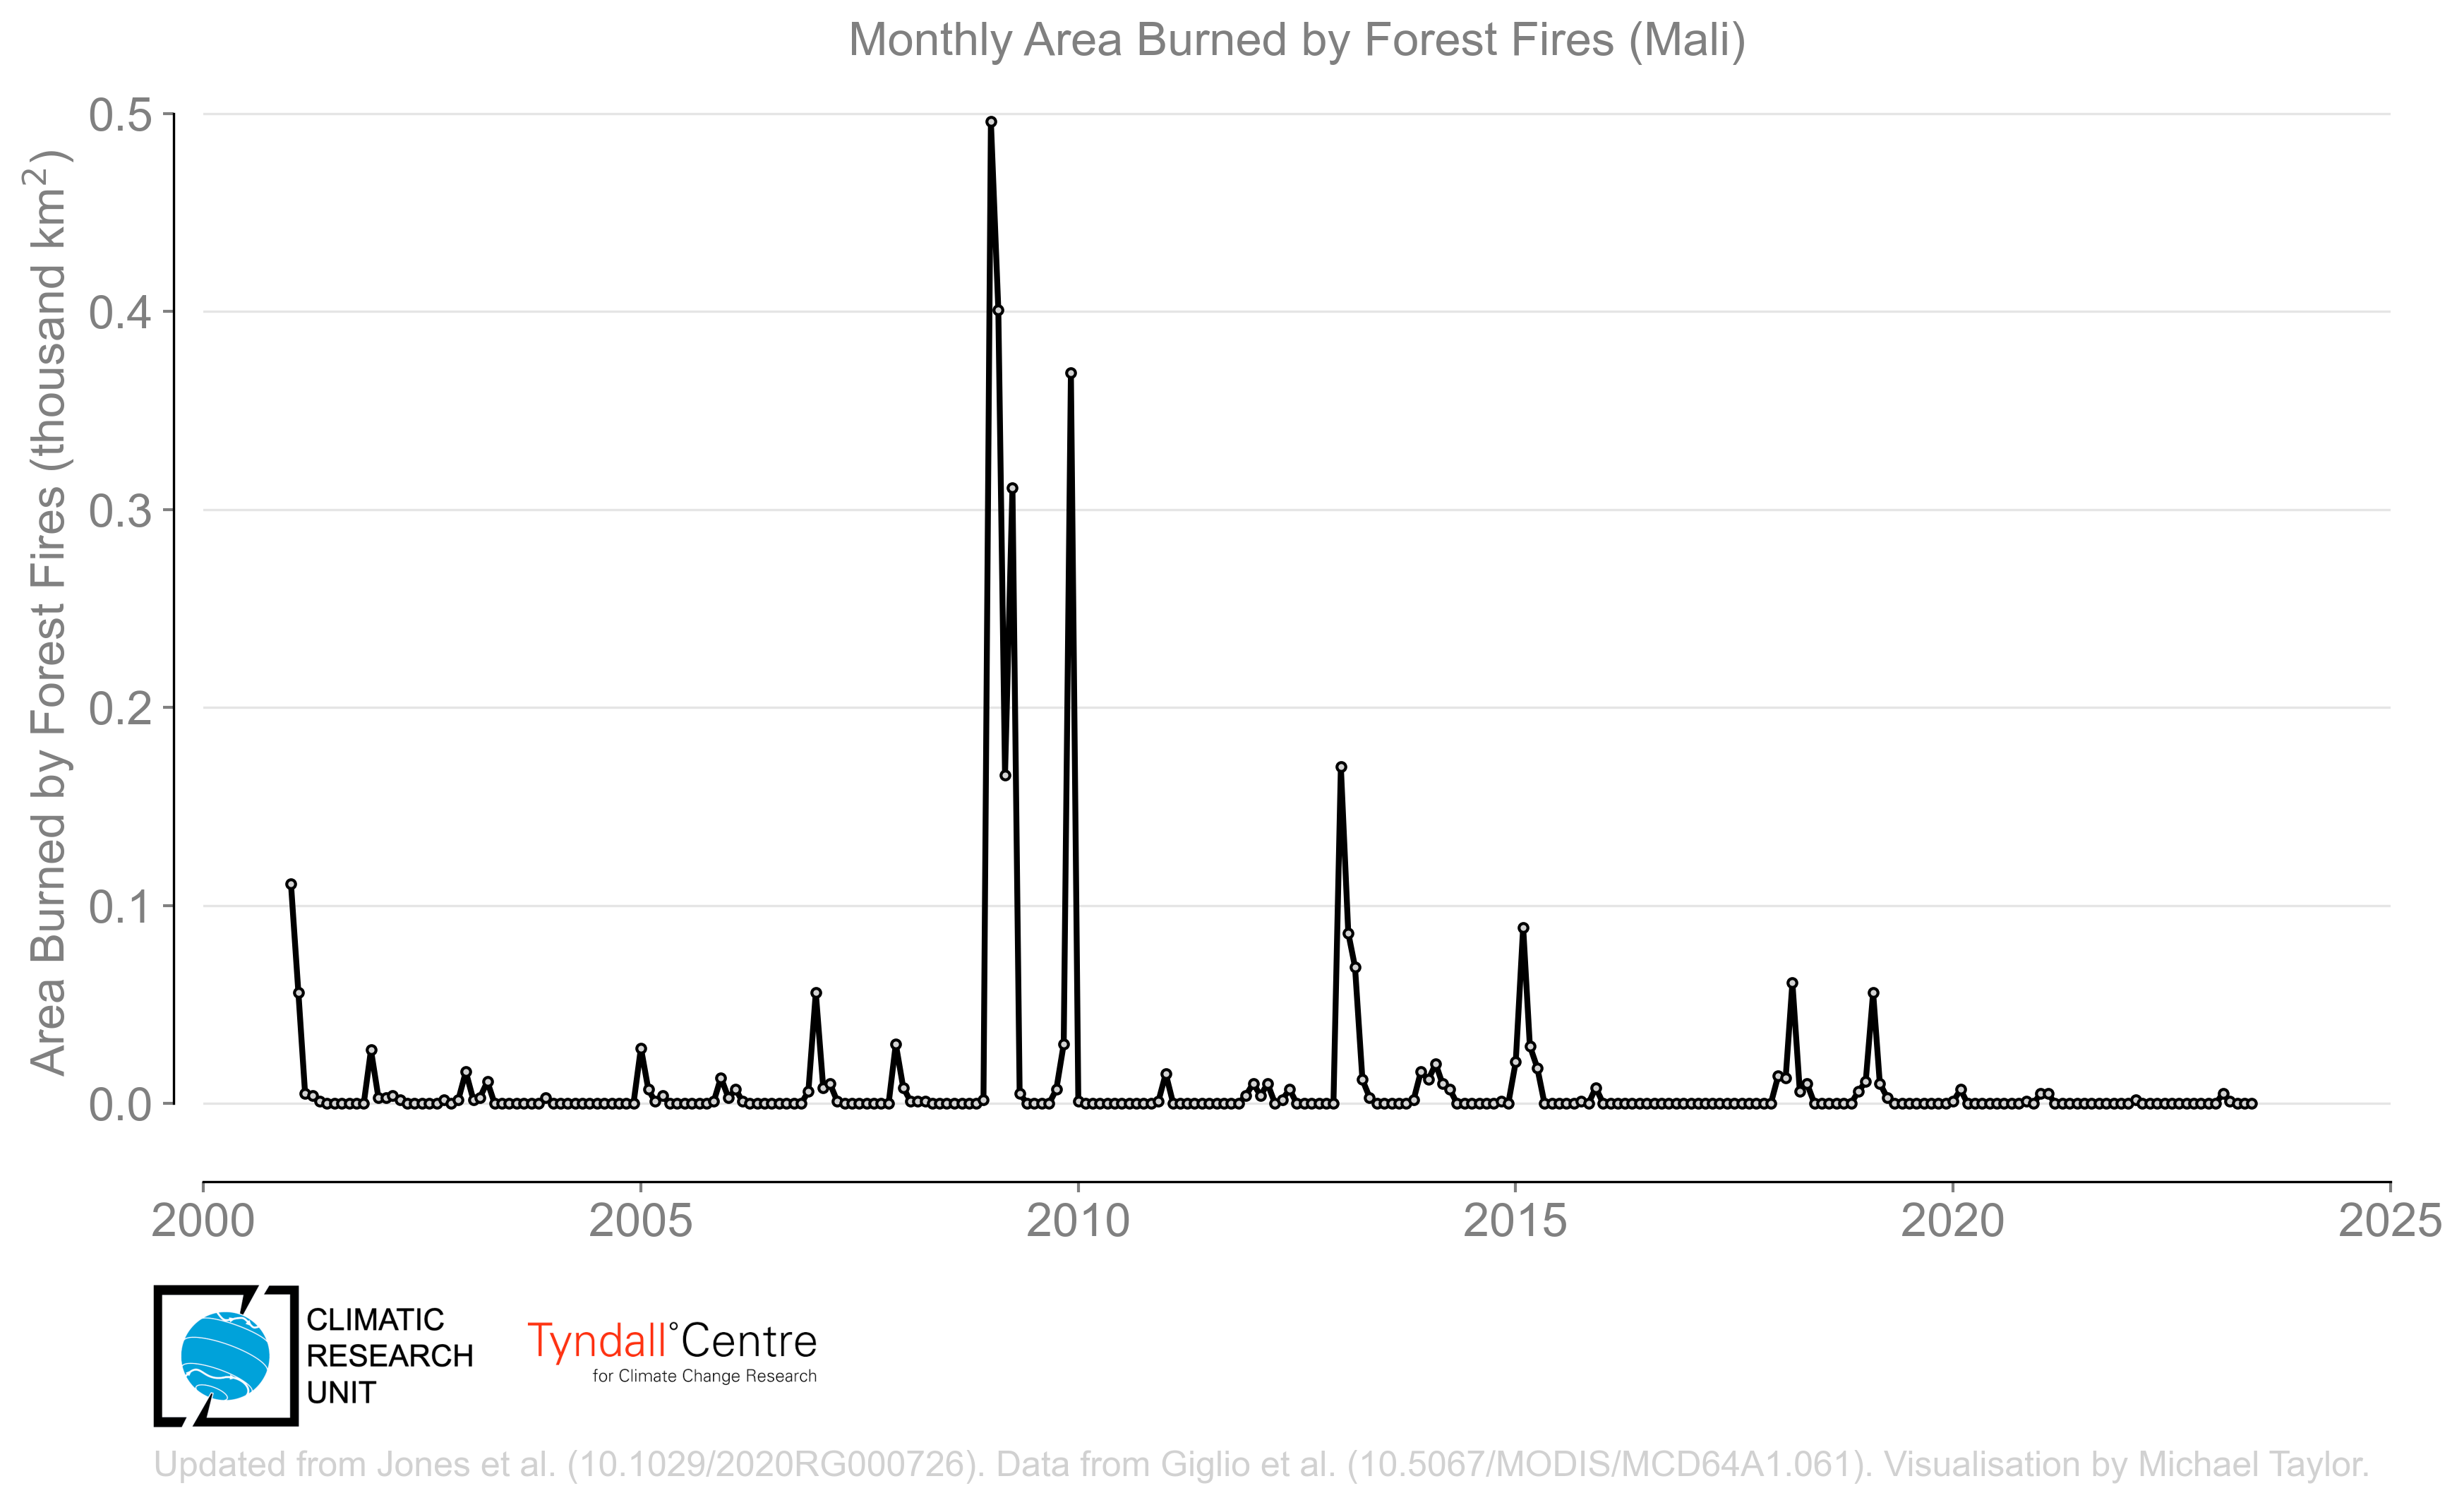 Monthly Area Burned by Forest Fires (Mali)
Area Burned by Forest Fires (thousand km²)
0.5
0.4
0.3
0.2
0.1
0.0
2000 2005 2010 2015 2020 2025
CLIMATIC
RESEARCH
UNIT
Tyndall°Centre
for Climate Change Research
Updated from Jones et al. (10.1029/2020RG000726). Data from Giglio et al. (10.5067/MODIS/MCD64A1.061). Visualisation by Michael Taylor.